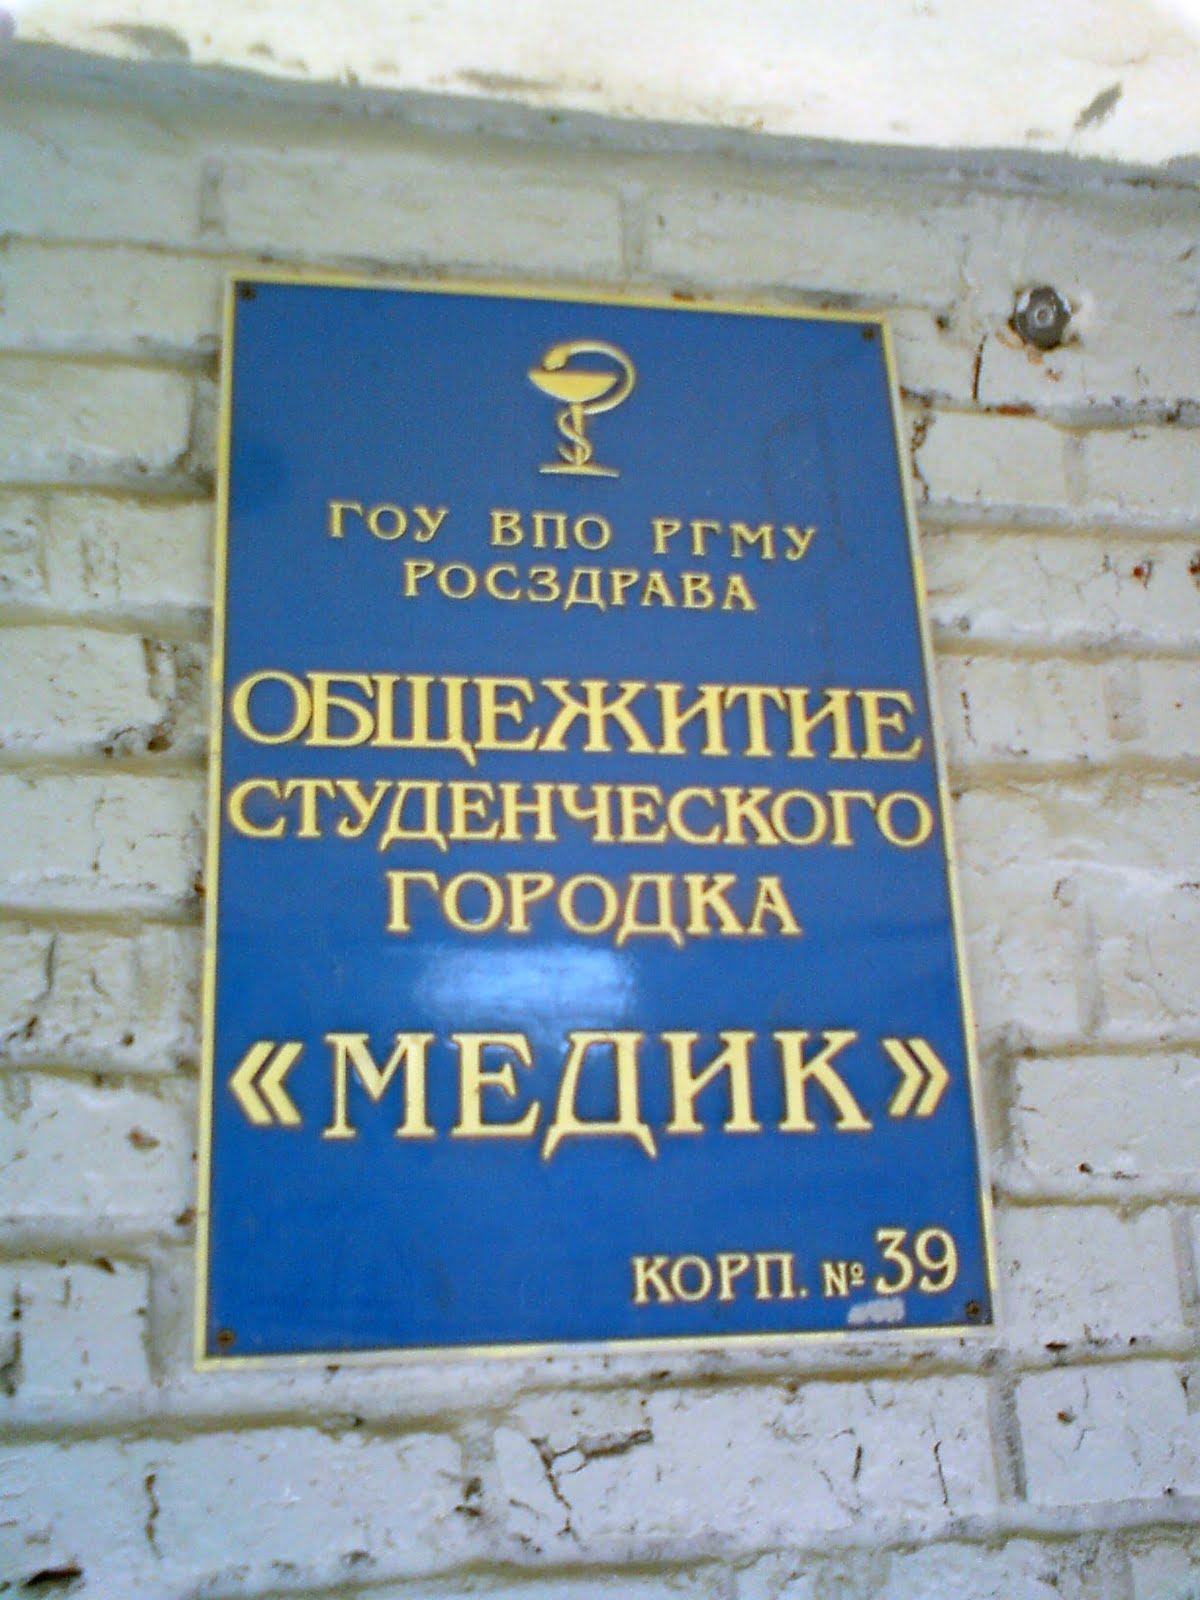 ГОУ ВПО РГМУ
РОСЗДРАВА
ОБЩЕЖИТИЕ
СТУДЕНЧЕСКОГО
ГОРОДКА
«МЕДИК»
КОРП. № 39